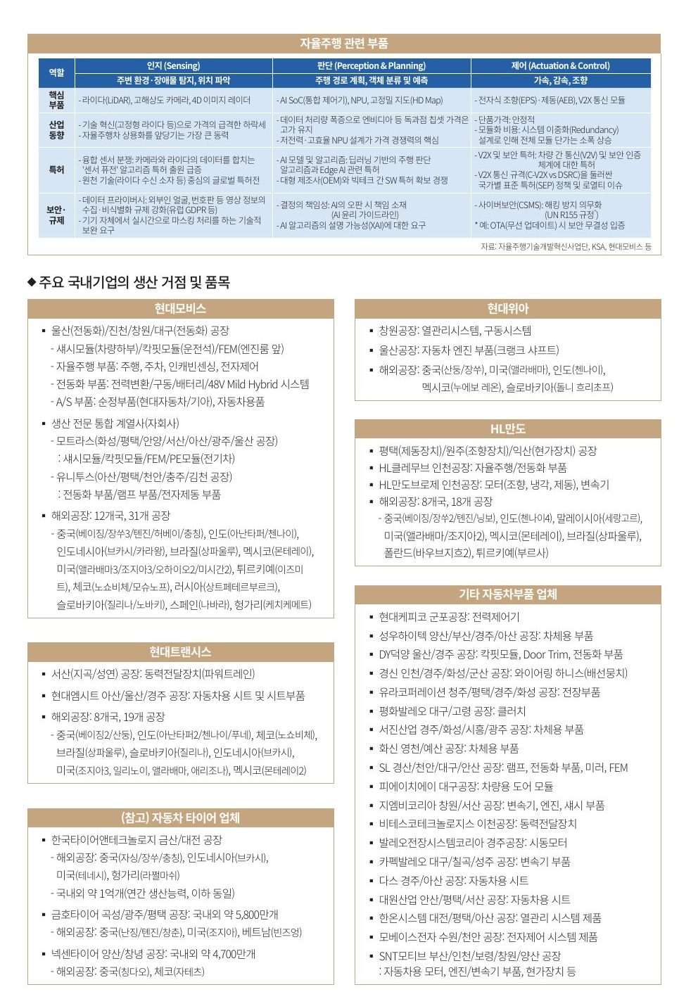 자율주행 관련 부품
역할
인지 (Sensing)
판단 (Perception & Planning)
제어 (Actuation & Control)
주변 환경·장애물 탐지, 위치 파악
주행 경로 계획, 객체 분류 및 예측
가속, 감속, 조향
핵심
부품
- 라이다(LiDAR), 고해상도 카메라, 4D 이미지 레이더
- AI SoC(통합 제어기), NPU, 고정밀 지도(HD Map)
- 전자식 조향(EPS)·제동(AEB), V2X 통신 모듈
산업
동향
- 기술 혁신(고정형 라이다 등)으로 가격의 급격한 하락세
- 자율주행차 상용화를 앞당기는 가장 큰 동력
- 데이터 처리량 폭증으로 엔비디아 등 독과점 칩셋 가격은
고가 유지
- 저전력·고효율 NPU 설계가 가격 경쟁력의 핵심
- 단품가격: 안정적
- 모듈화 비용: 시스템 이중화(Redundancy)
설계로 인해 전체 모듈 단가는 소폭 상승
특허
- 융합 센서 분쟁: 카메라와 라이다의 데이터를 합치는
'센서 퓨전' 알고리즘 특허 출원 급증
- 원천 기술(라이다 수신 소자 등) 중심의 글로벌 특허전
- AI 모델 및 알고리즘: 딥러닝 기반의 주행 판단
알고리즘과 Edge AI 관련 특허
- 대형 제조사(OEM)와 빅테크 간 SW 특허 확보 경쟁
- V2X 및 보안 특허: 차량 간 통신(V2V) 및 보안 인증
체계에 대한 특허
- V2X 통신 규격(C-V2X vs DSRC)을 둘러싼
국가별 표준 특허(SEP) 정책 및 로열티 이슈
보안·
규제
- 데이터 프라이버시: 외부인 얼굴, 번호판 등 영상 정보의
수집·비식별화 규제 강화(유럽 GDPR 등)
- 기기 자체에서 실시간으로 마스킹 처리를 하는 기술적
보완 요구
- 결정의 책임성: AI의 오판 시 책임 소재
(AI 윤리 가이드라인)
- AI 알고리즘의 설명 가능성(XAI)에 대한 요구
- 사이버보안(CSMS): 해킹 방지 의무화
(UN R155 규정*)
* 예: OTA(무선 업데이트) 시 보안 무결성 입증
자료: 자율주행기술개발혁신사업단, KSA, 현대모비스 등
◆ 주요 국내기업의 생산 거점 및 품목
현대모비스
▪ 울산(전동화)/진천/창원/대구(전동화) 공장
- 섀시모듈(차량하부)/칵핏모듈(운전석)/FEM(엔진룸 앞)
- 자율주행 부품: 주행, 주차, 인캐빈센싱, 전자제어
- 전동화 부품: 전력변환/구동/배터리/48V Mild Hybrid 시스템
- A/S 부품: 순정부품(현대자동차/기아), 자동차용품
▪ 생산 전문 통합 계열사(자회사)
- 모트라스(화성/평택/안양/서산/아산/광주/울산 공장)
: 섀시모듈/칵핏모듈/FEM/PE모듈(전기차)
- 유니투스(아산/평택/천안/충주/김천 공장)
: 전동화 부품/램프 부품/전자제동 부품
▪ 해외공장: 12개국, 31개 공장
- 중국(베이징/장쑤3/톈진/허베이/충칭), 인도(아난타퍼/첸나이),
인도네시아(브카시/카라왕), 브라질(상파울루), 멕시코(몬테레이),
미국(앨라배마3/조지아3/오하이오2/미시간2), 튀르키예(이즈미
트), 체코(노쇼비체/모슈노프), 러시아(상트페테르부르크),
슬로바키아(질리나/노바키), 스페인(나바라), 헝가리(케치케메트)
현대트랜시스
▪ 서산(지곡/성연) 공장: 동력전달장치(파워트레인)
▪ 현대엠시트 아산/울산/경주 공장: 자동차용 시트 및 시트부품
▪ 해외공장: 8개국, 19개 공장
- 중국(베이징2/산둥), 인도(아난타퍼2/첸나이/푸네), 체코(노쇼비체),
브라질(상파울루), 슬로바키아(질리나), 인도네시아(브카시),
미국(조지아3, 일리노이, 앨라배마, 애리조나), 멕시코(몬테레이2)
(참고) 자동차 타이어 업체
▪ 한국타이어앤테크놀로지 금산/대전 공장
- 해외공장: 중국(자싱/장쑤/충칭), 인도네시아(브카시),
미국(테네시), 헝가리(라쩔마쉬)
- 국내외 약 1억개(연간 생산능력, 이하 동일)
▪ 금호타이어 곡성/광주/평택 공장: 국내외 약 5,800만개
- 해외공장: 중국(난징/톈진/창춘), 미국(조지아), 베트남(빈즈엉)
▪ 넥센타이어 양산/창녕 공장: 국내외 약 4,700만개
- 해외공장: 중국(칭다오), 체코(자테츠)
현대위아
▪ 창원공장: 열관리시스템, 구동시스템
▪ 울산공장: 자동차 엔진 부품(크랭크 샤프트)
▪ 해외공장: 중국(산둥/장쑤), 미국(앨라배마), 인도(첸나이),
멕시코(누에보 레온), 슬로바키아(돌니 흐리초프)
HL만도
▪ 평택(제동장치)/원주(조향장치)/익산(현가장치) 공장
▪ HL클레무브 인천공장: 자율주행/전동화 부품
▪ HL만도브로제 인천공장: 모터(조향, 냉각, 제동), 변속기
▪ 해외공장: 8개국, 18개 공장
- 중국(베이징/장쑤2/톈진/닝보), 인도(첸나이4), 말레이시아(세랑고르),
미국(앨라배마/조지아2), 멕시코(몬테레이), 브라질(상파울루),
폴란드(바우브지흐2), 튀르키예(부르사)
기타 자동차부품 업체
▪ 현대케피코 군포공장: 전력제어기
▪ 성우하이텍 양산/부산/경주/아산 공장: 차체용 부품
▪ DY덕양 울산/경주 공장: 칵핏모듈, Door Trim, 전동화 부품
▪ 경신 인천/경주/화성/군산 공장: 와이어링 하니스(배선뭉치)
▪ 유라코퍼레이션 청주/평택/경주/화성 공장: 전장부품
▪ 평화발레오 대구/고령 공장: 클러치
▪ 서진산업 경주/화성/시흥/광주 공장: 차체용 부품
▪ 화신 영천/예산 공장: 차체용 부품
▪ SL 경산/천안/대구/안산 공장: 램프, 전동화 부품, 미러, FEM
▪ 피에이치에이 대구공장: 차량용 도어 모듈
▪ 지엠비코리아 창원/서산 공장: 변속기, 엔진, 섀시 부품
▪ 비테스코테크놀로지스 이천공장: 동력전달장치
▪ 발레오전장시스템코리아 경주공장: 시동모터
▪ 카펙발레오 대구/칠곡/성주 공장: 변속기 부품
▪ 다스 경주/아산 공장: 자동차용 시트
▪ 대원산업 안산/평택/서산 공장: 자동차용 시트
▪ 한온시스템 대전/평택/아산 공장: 열관리 시스템 제품
▪ 모베이스전자 수원/천안 공장: 전자제어 시스템 제품
▪ SNT모티브 부산/인천/보령/창원/양산 공장
: 자동차용 모터, 엔진/변속기 부품, 현가장치 등